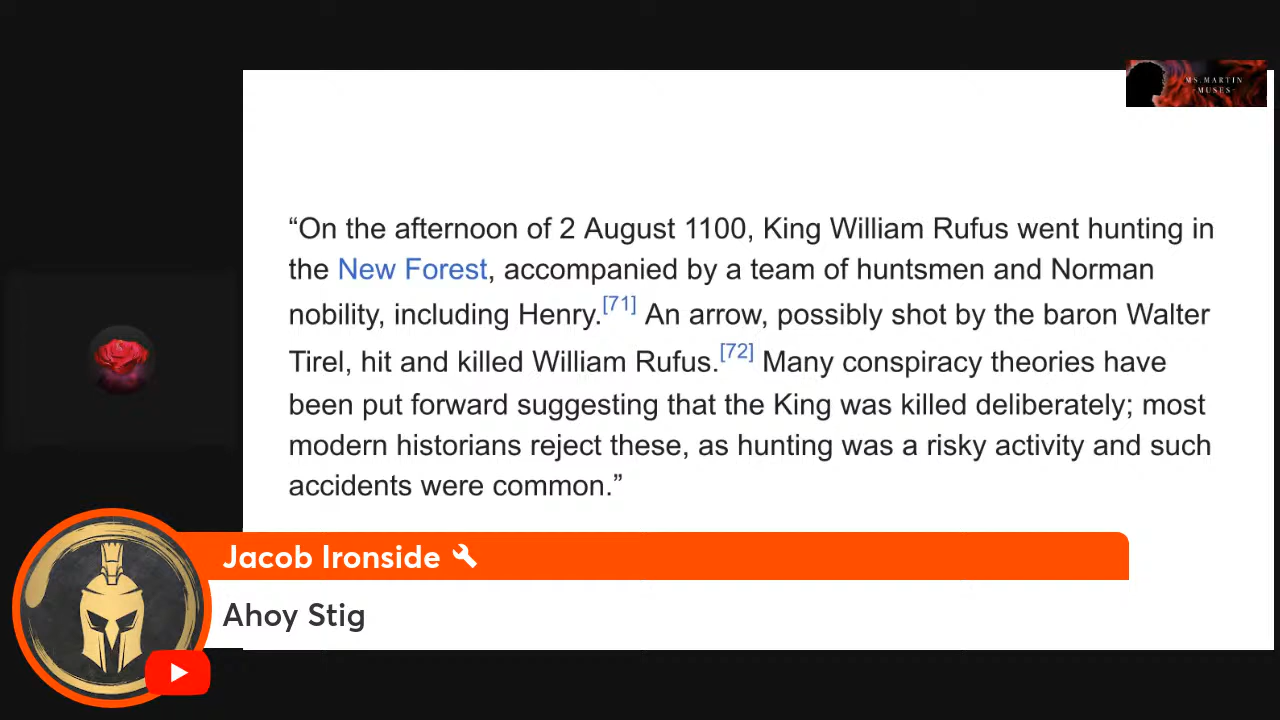 MS.MARTIN
-MUSES-
“On the afternoon of 2 August 1100, King William Rufus went hunting in
the New Forest, accompanied by a team of huntsmen and Norman
nobility, including Henry.[71] An arrow, possibly shot by the baron Walter
Tirel, hit and killed William Rufus.[72] Many conspiracy theories have
been put forward suggesting that the King was killed deliberately; most
modern historians reject these, as hunting was a risky activity and such
accidents were common.”
Jacob Ironside
Ahoy Stig